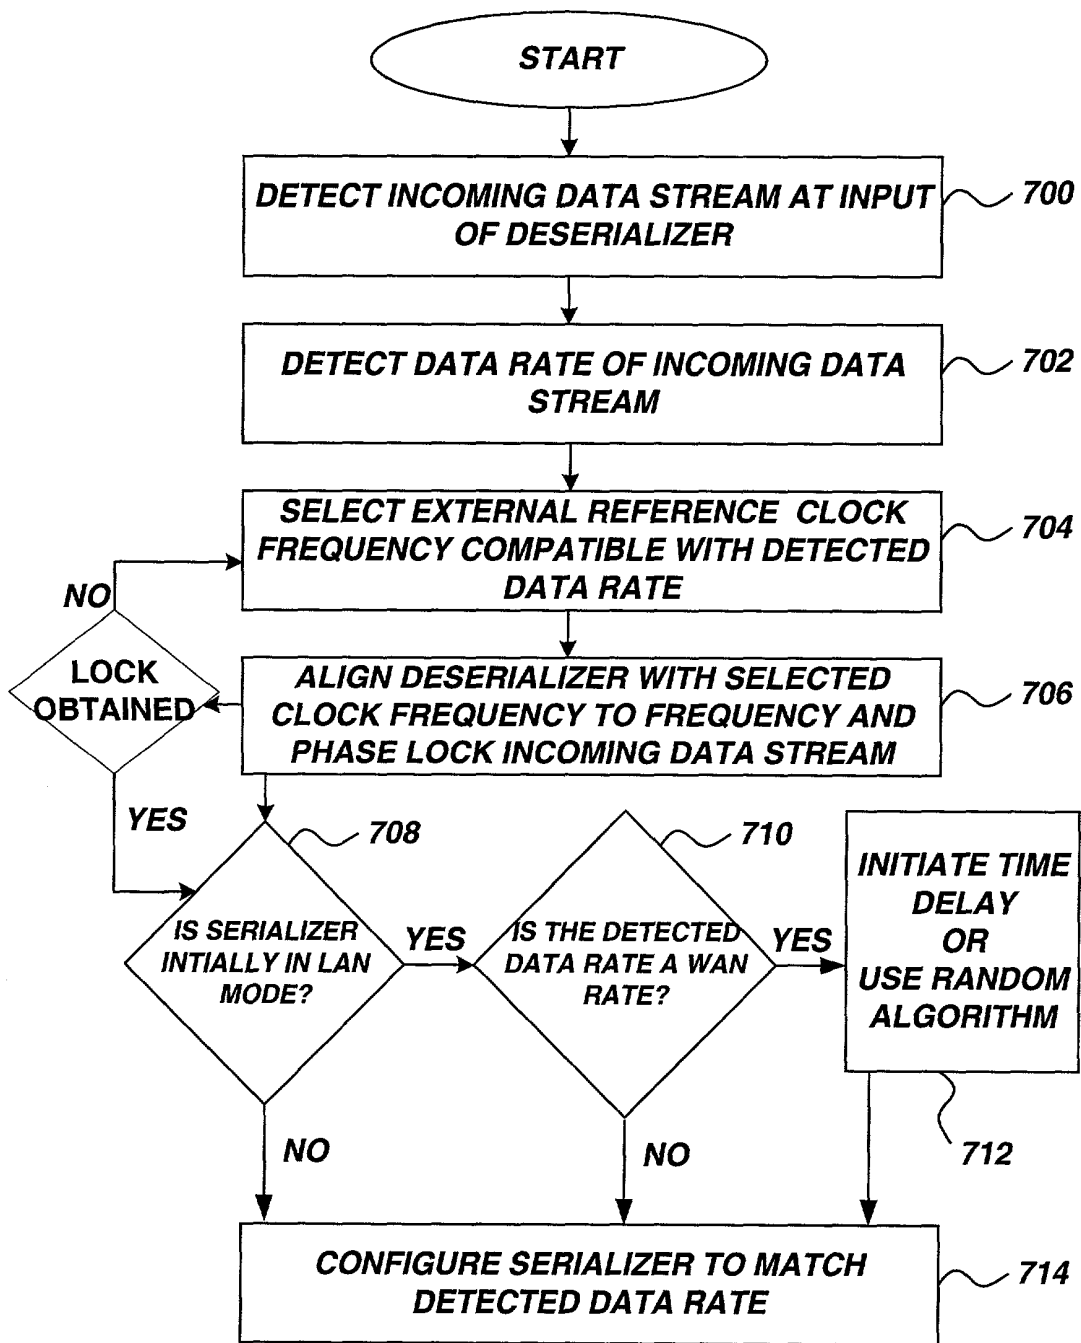 START
DETECT INCOMING DATA STREAM AT INPUT
OF DESERIALIZER
700
DETECT DATA RATE OF INCOMING DATA
STREAM
702
SELECT EXTERNAL REFERENCE CLOCK
FREQUENCY COMPATIBLE WITH DETECTED
DATA RATE
704
NO
LOCK
OBTAINED
YES
ALIGN DESERIALIZER WITH SELECTED
CLOCK FREQUENCY TO FREQUENCY AND
PHASE LOCK INCOMING DATA STREAM
706
708
IS SERIALIZER
INTIALLY IN LAN
MODE?
YES
NO
710
IS THE DETECTED
DATA RATE A WAN
RATE?
YES
NO
INITIATE TIME
DELAY
OR
USE RANDOM
ALGORITHM
712
CONFIGURE SERIALIZER TO MATCH
DETECTED DATA RATE
714